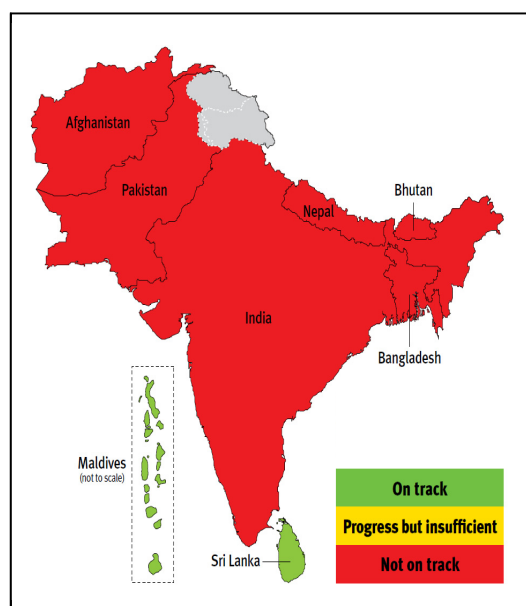 Afghanistan
Pakistan
Nepal
Bhutan
India
Bangladesh
Maldives
(not to scale)
Sri Lanka
On track
Progress but insufficient
Not on track